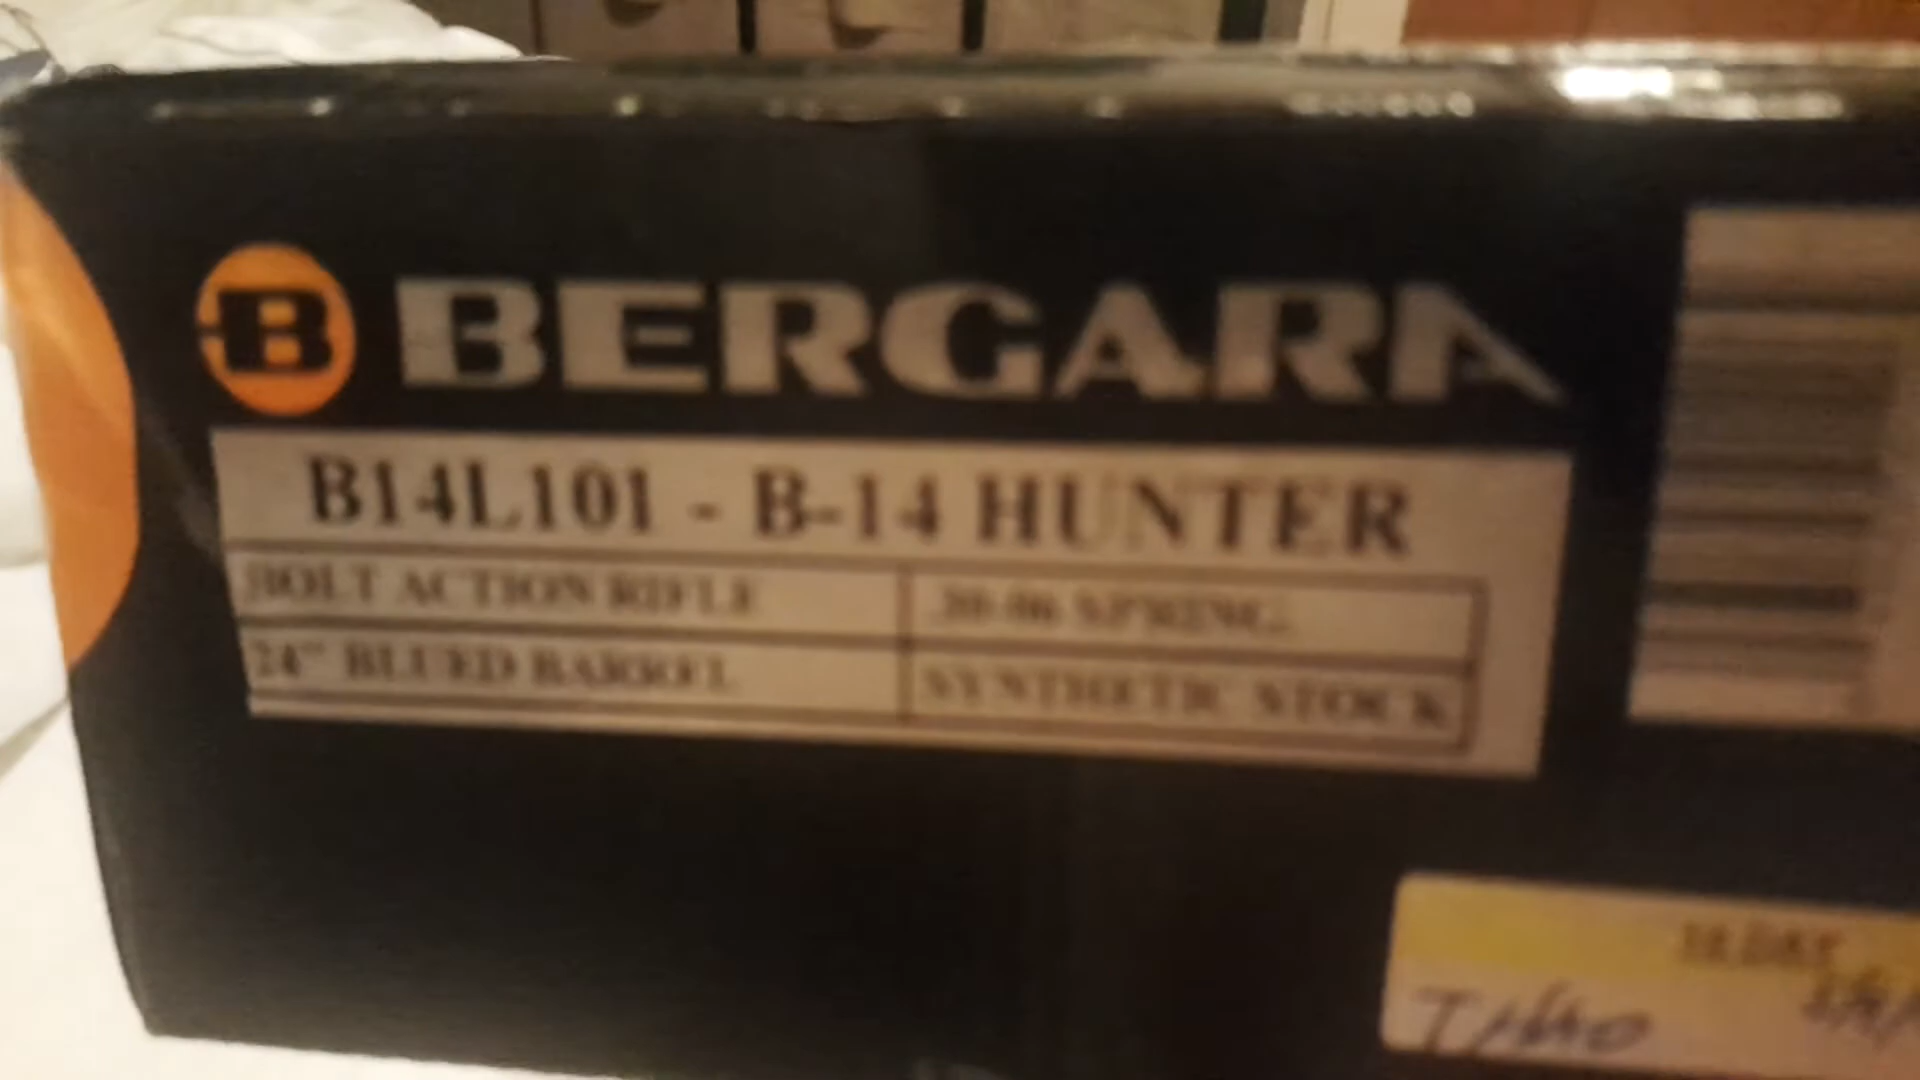 B BERGARA
B14L101 - B-14 HUNTER
BOLT ACTION RIFLE
.30-06 SPRING.
24" BLUED BARREL
SYNTHETIC STOCK